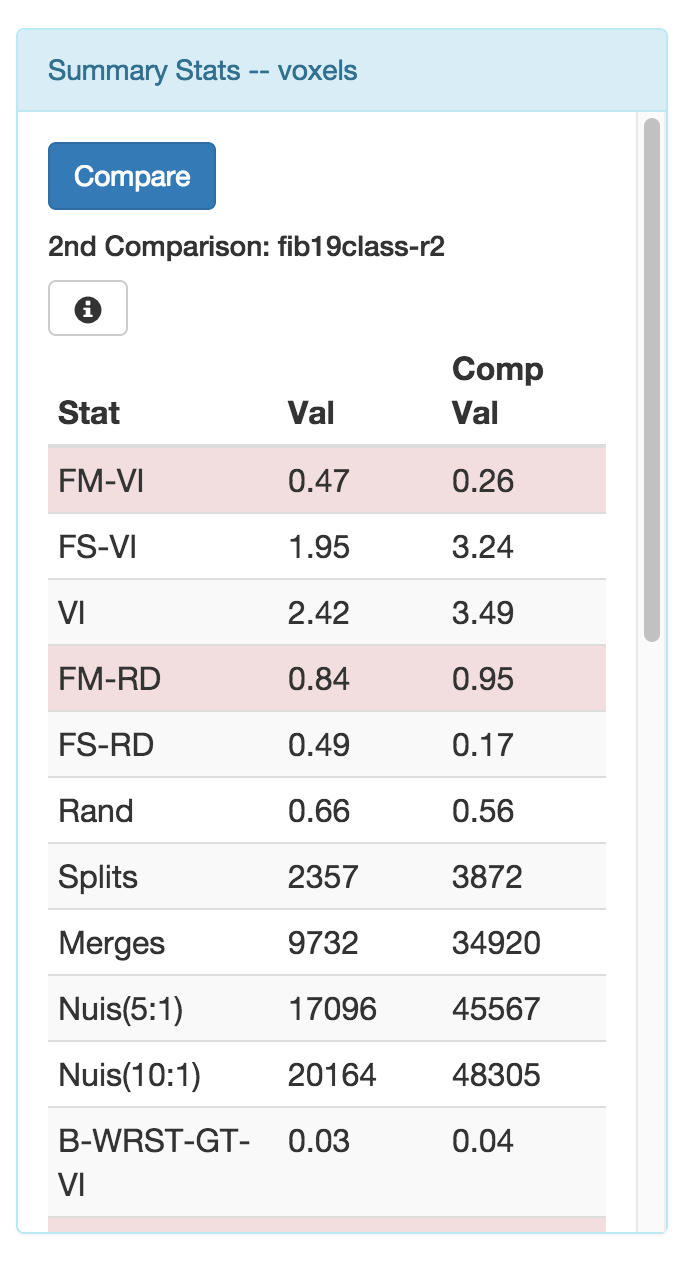 Summary Stats -- voxels
Compare
2nd Comparison: fib19class-r2
Comp
Stat Val Val
FM-VI 0.47 0.26
FS-VI 1.95 3.24
VI 2.42 3.49
FM-RD 0.84 0.95
FS-RD 0.49 0.17
Rand 0.66 0.56
Splits 2357 3872
Merges 9732 34920
Nuis(5:1) 17096 45567
Nuis(10:1) 20164 48305
B-WRST-GT- 0.03 0.04
VI